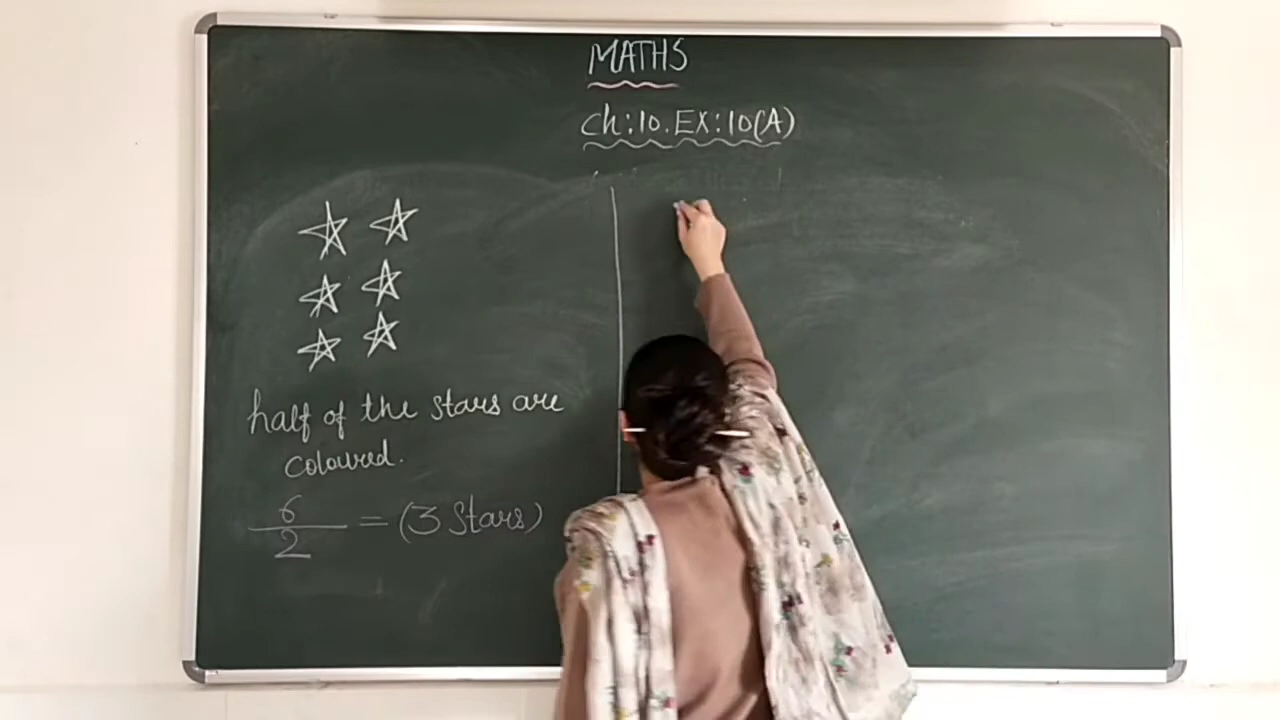 MATHS
Ch:10. EX:10(A)
half of the stars are
coloured.
6
2 = (3 Stars)